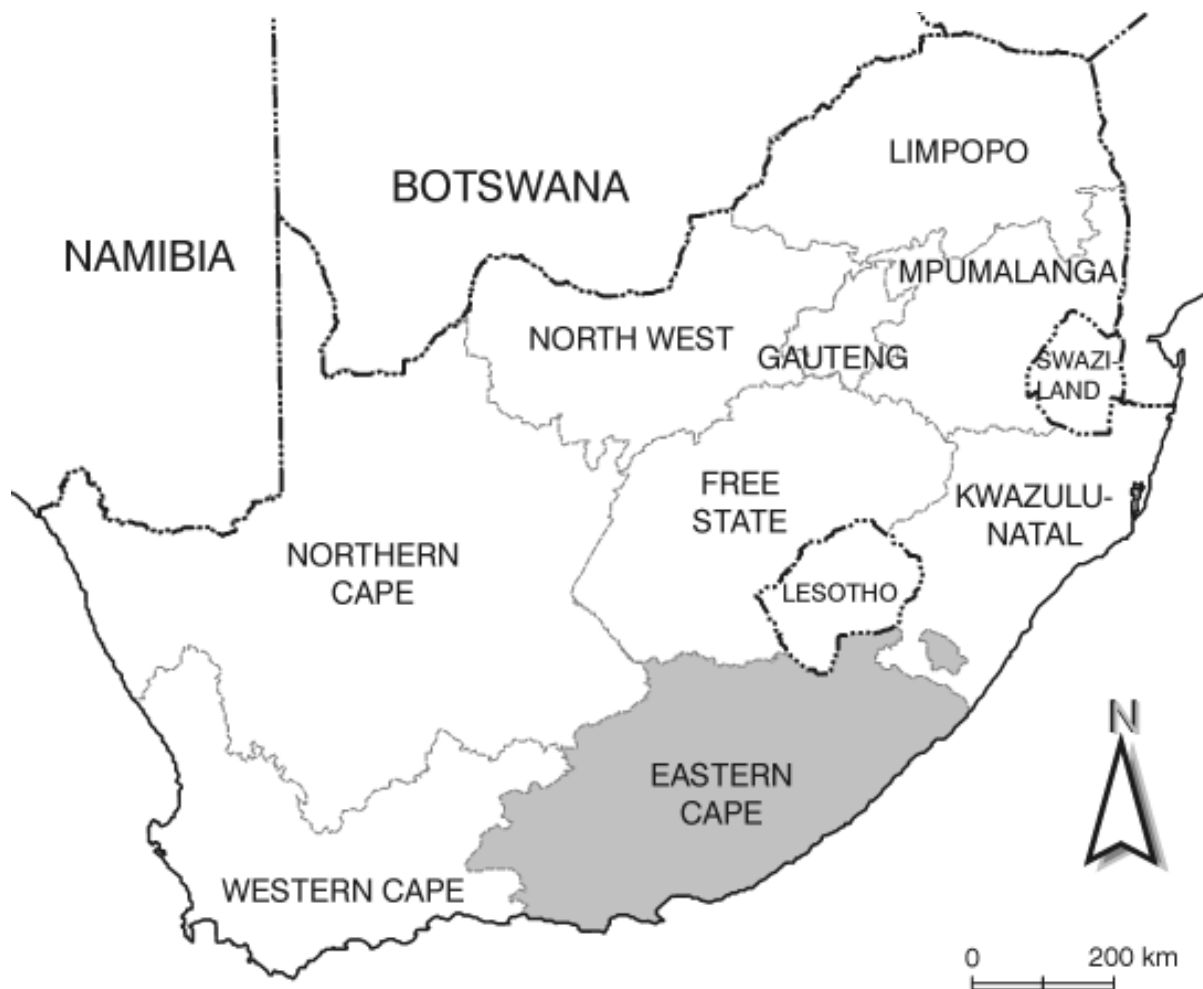 LIMPOPO
BOTSWANA
NAMIBIA
MPUMALANGA
NORTH WEST
GAUTENG
SWAZI-
LAND
FREE
STATE
KWAZULU-
NATAL
NORTHERN
CAPE
LESOTHO
EASTERN
CAPE
WESTERN CAPE
N
0 200 km